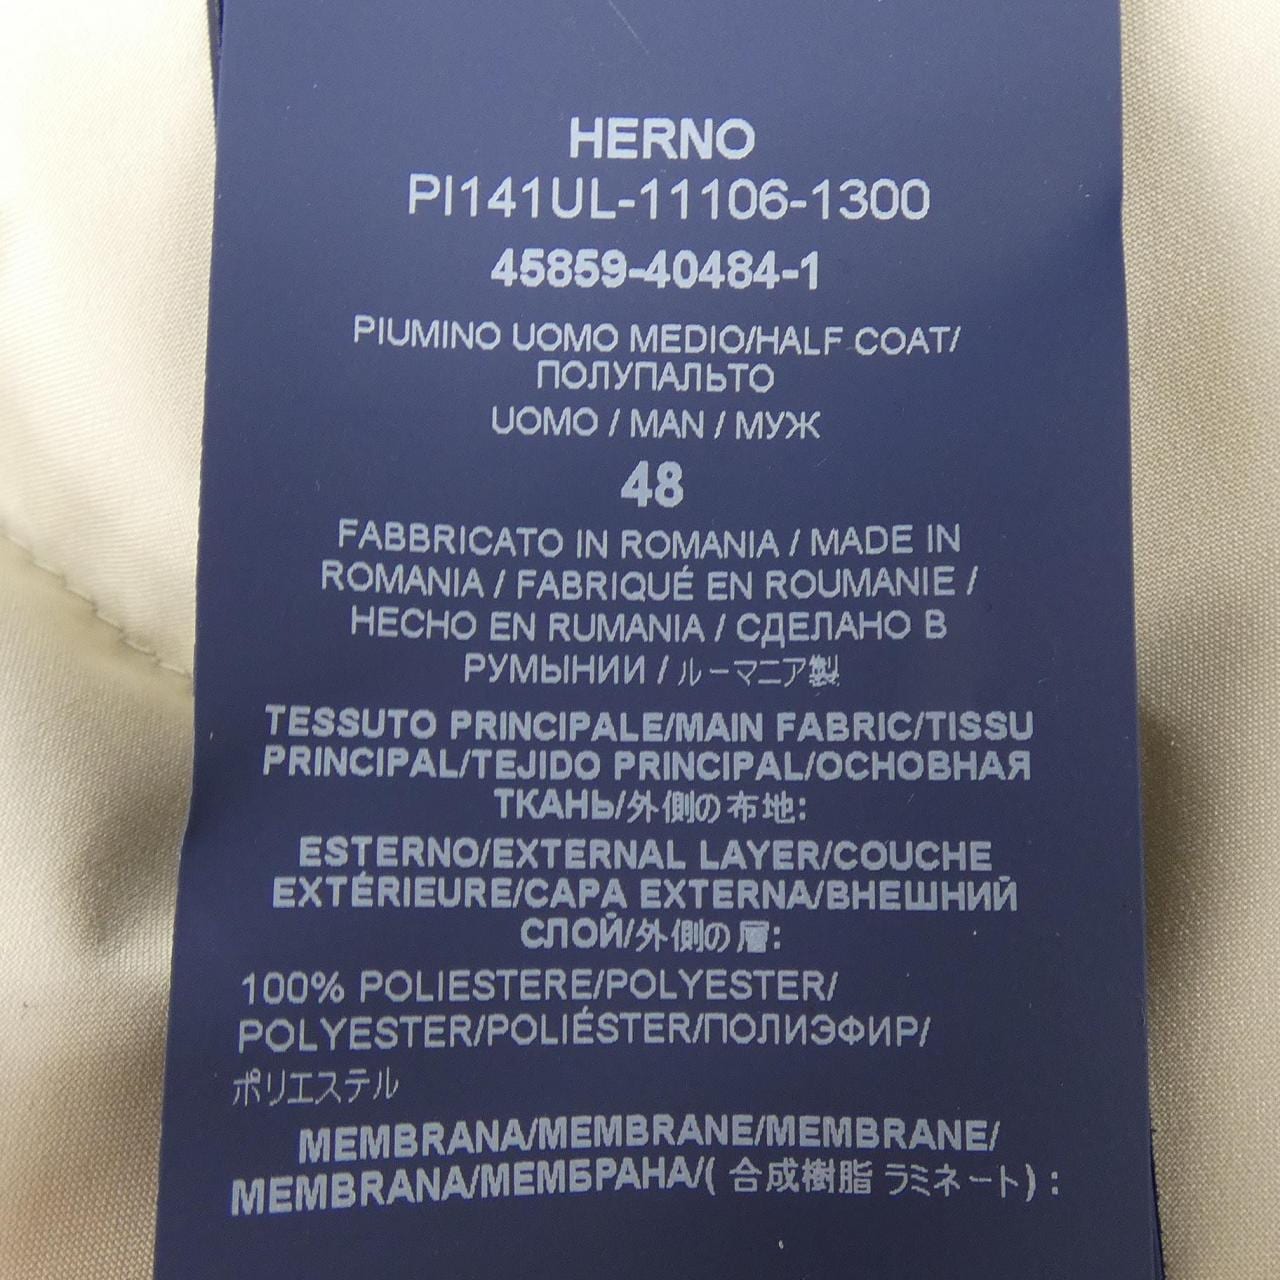 HERNO
PI141UL-11106-1300
45859-40484-1
PIUMINO UOMO MEDIO/HALF COAT/
ПОЛУПАЛЬТО
UOMO / MAN / МУЖ
48
FABBRICATO IN ROMANIA / MADE IN
ROMANIA / FABRIQUÉ EN ROUMANIE /
HECHO EN RUMANIA / СДЕЛАНО В
РУМЫНИИ / ルーマニア製
TESSUTO PRINCIPALE/MAIN FABRIC/TISSU
PRINCIPAL/TEJIDO PRINCIPAL/ОСНОВНАЯ
ТКАНЬ/外側の布地:
ESTERNO/EXTERNAL LAYER/COUCHE
EXTÉRIEURE/CAPA EXTERNA/ВНЕШНИЙ
СЛОЙ/外側の層:
100% POLIESTERE/POLYESTER/
POLYESTER/POLIÉSTER/ПОЛИЭФИР/
ポリエステル
MEMBRANA/MEMBRANE/MEMBRANE/
MEMBRANA/МЕМБРАНА/(合成樹脂 ラミネート) :